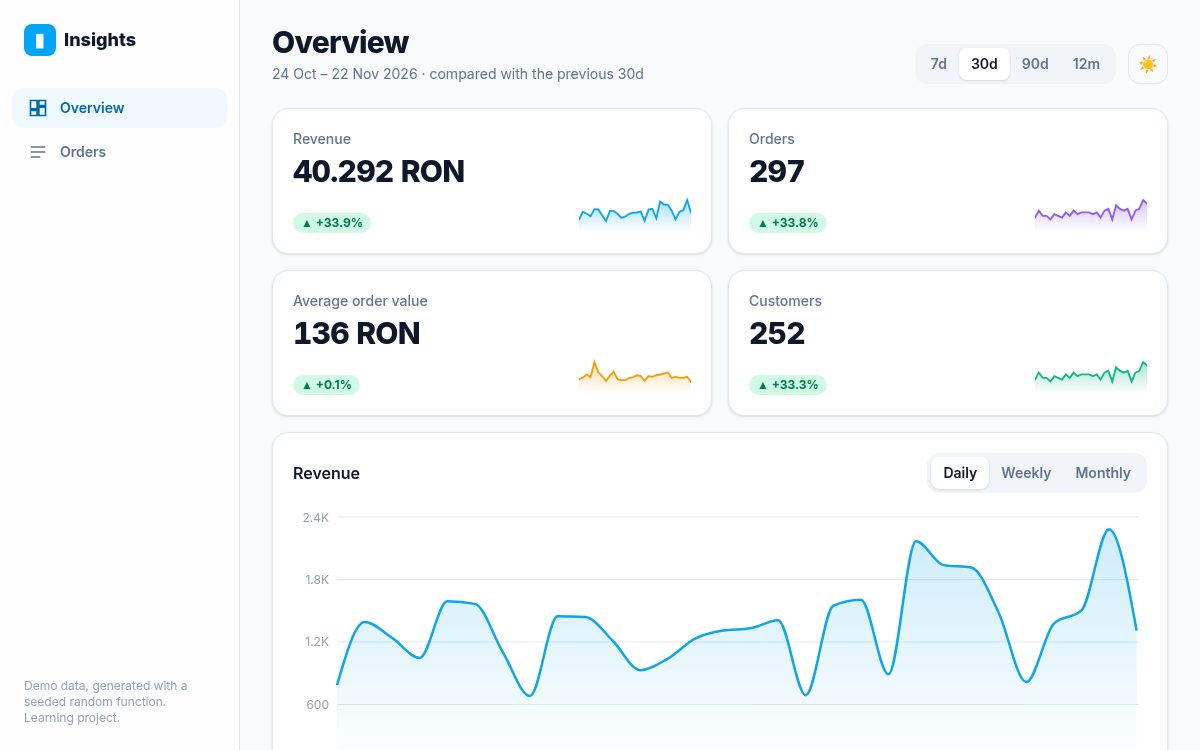 Insights
Overview
Orders
Demo data, generated with a
seeded random function.
Learning project.
Overview
24 Oct – 22 Nov 2026 · compared with the previous 30d
7d 30d 90d 12m
Revenue
40.292 RON
▲ +33.9%
Orders
297
▲ +33.8%
Average order value
136 RON
▲ +0.1%
Customers
252
▲ +33.3%
Revenue
Daily Weekly Monthly
2.4K
1.8K
1.2K
600